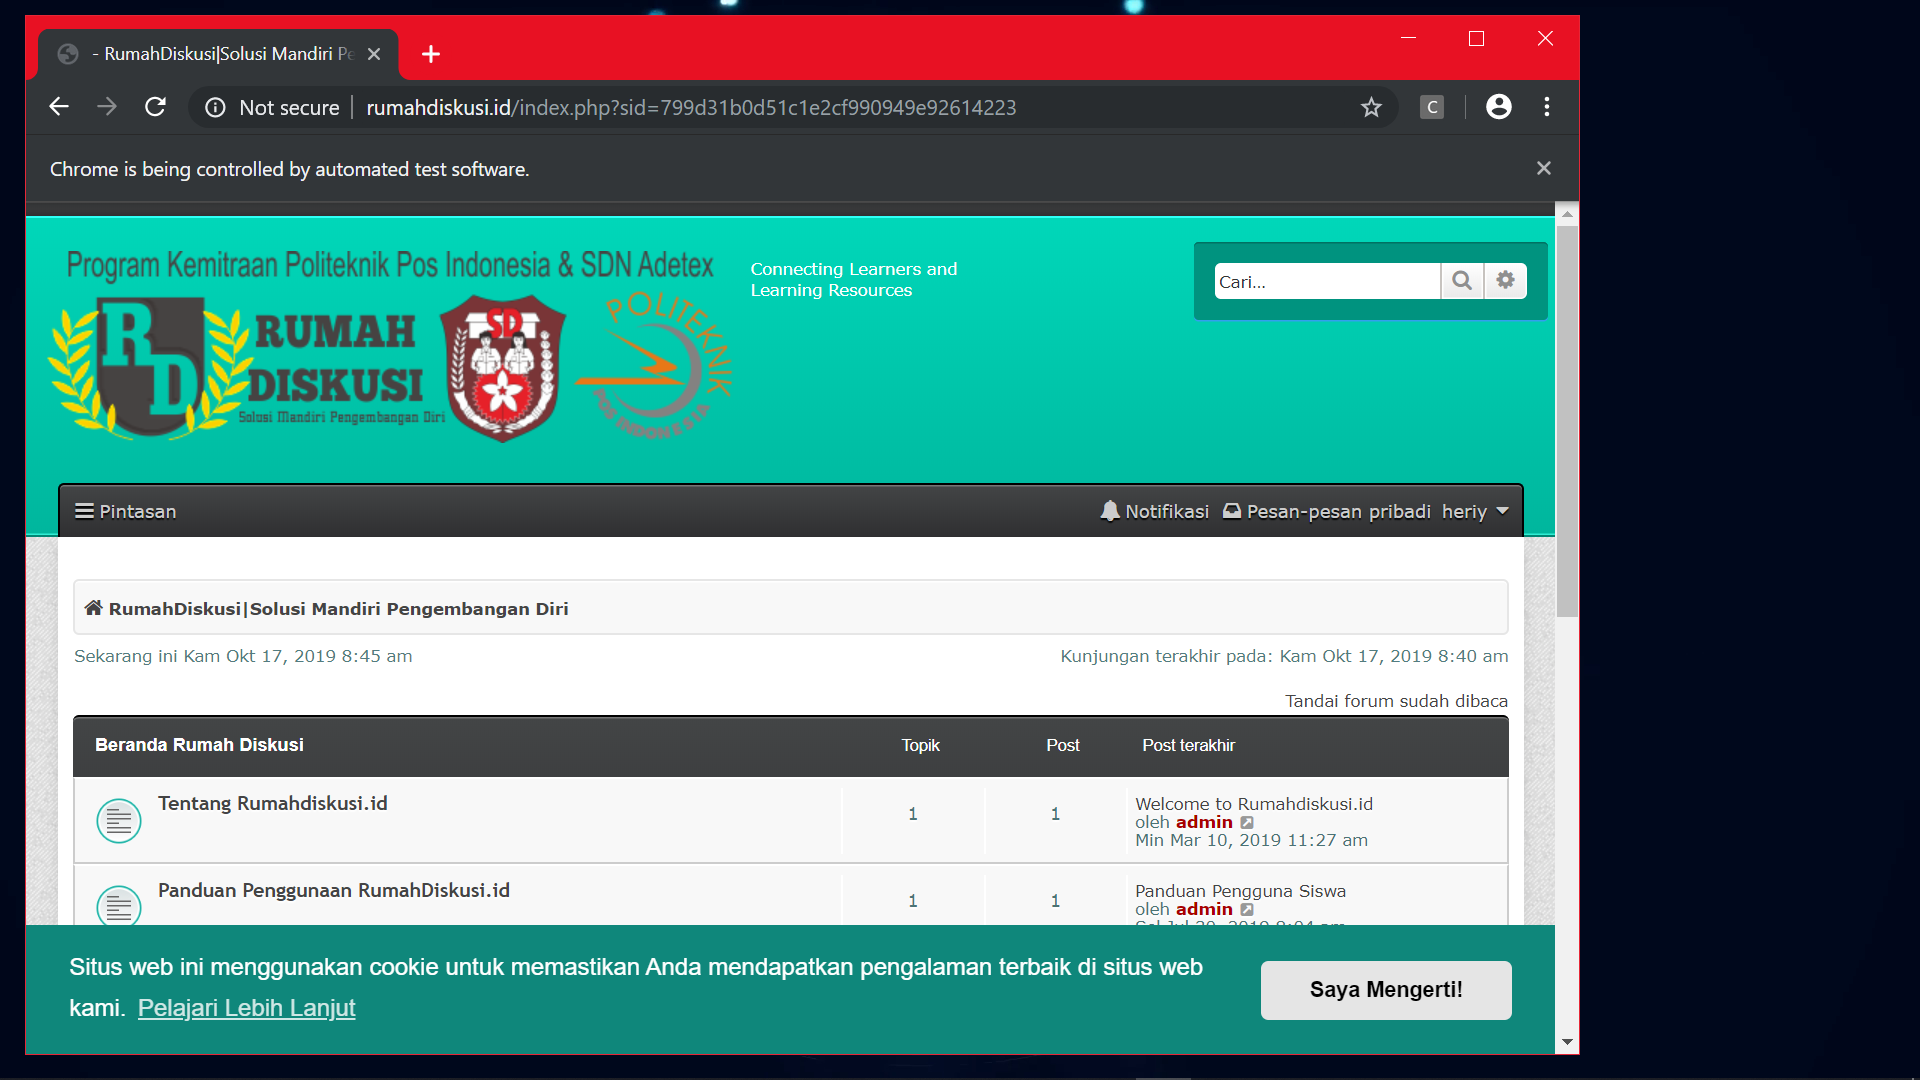 - RumahDiskusi|Solusi Mandiri Pe
Not secure
rumahdiskusi.id/index.php?sid=799d31b0d51c1e2cf990949e92614223
C
Chrome is being controlled by automated test software.
Program Kemitraan Politeknik Pos Indonesia & SDN Adetex
Connecting Learners and
Learning Resources
Cari...
RD
RUMAH
DISKUSI
Solusi Mandiri Pengembangan Diri
SD
POLITEKNIK
POS INDONESIA
Pintasan
Notifikasi
Pesan-pesan pribadi
heriy
RumahDiskusi|Solusi Mandiri Pengembangan Diri
Sekarang ini Kam Okt 17, 2019 8:45 am
Kunjungan terakhir pada: Kam Okt 17, 2019 8:40 am
Tandai forum sudah dibaca
Beranda Rumah Diskusi
Topik
Post
Post terakhir
Tentang Rumahdiskusi.id
1
1
Welcome to Rumahdiskusi.id
oleh admin
Min Mar 10, 2019 11:27 am
Panduan Penggunaan RumahDiskusi.id
1
1
Panduan Pengguna Siswa
oleh admin
Situs web ini menggunakan cookie untuk memastikan Anda mendapatkan pengalaman terbaik di situs web
kami. Pelajari Lebih Lanjut
Saya Mengerti!